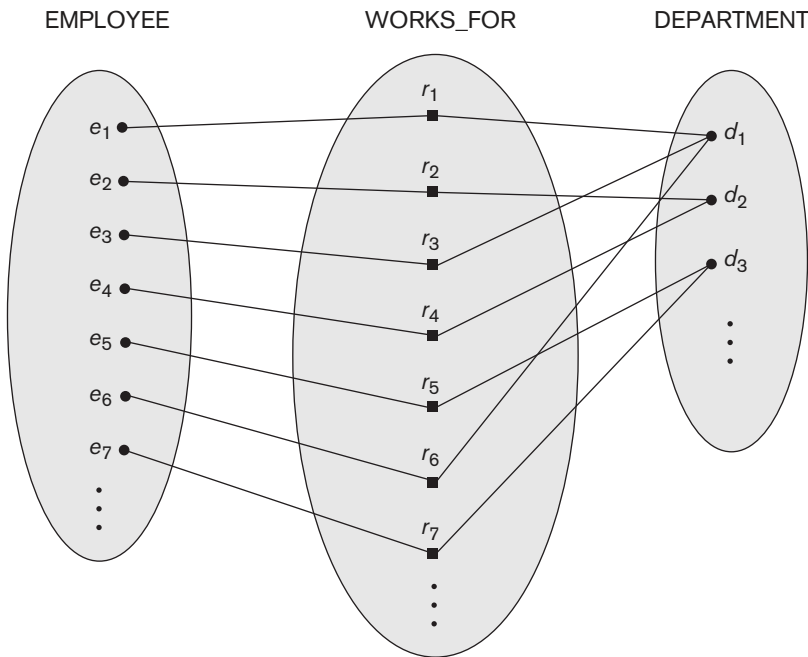 EMPLOYEE
WORKS_FOR
DEPARTMENT
e1
e2
e3
e4
e5
e6
e7
r1
r2
r3
r4
r5
r6
r7
d1
d2
d3